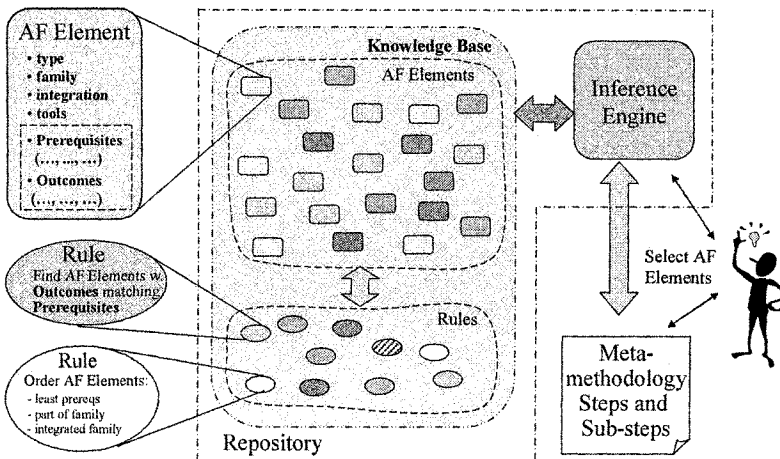 AF Element
• type
• family
• integration
• tools
• Prerequisites
(..., ..., ...)
• Outcomes
(..., ..., ...)
Rule
Find AF Elements w.
Outcomes matching
Prerequisites
Rule
Order AF Elements:
- least prereqs
- part of family
- integrated family
Knowledge Base
AF Elements
Rules
Repository
Inference
Engine
Select AF
Elements
Meta-
methodology
Steps and
Sub-steps